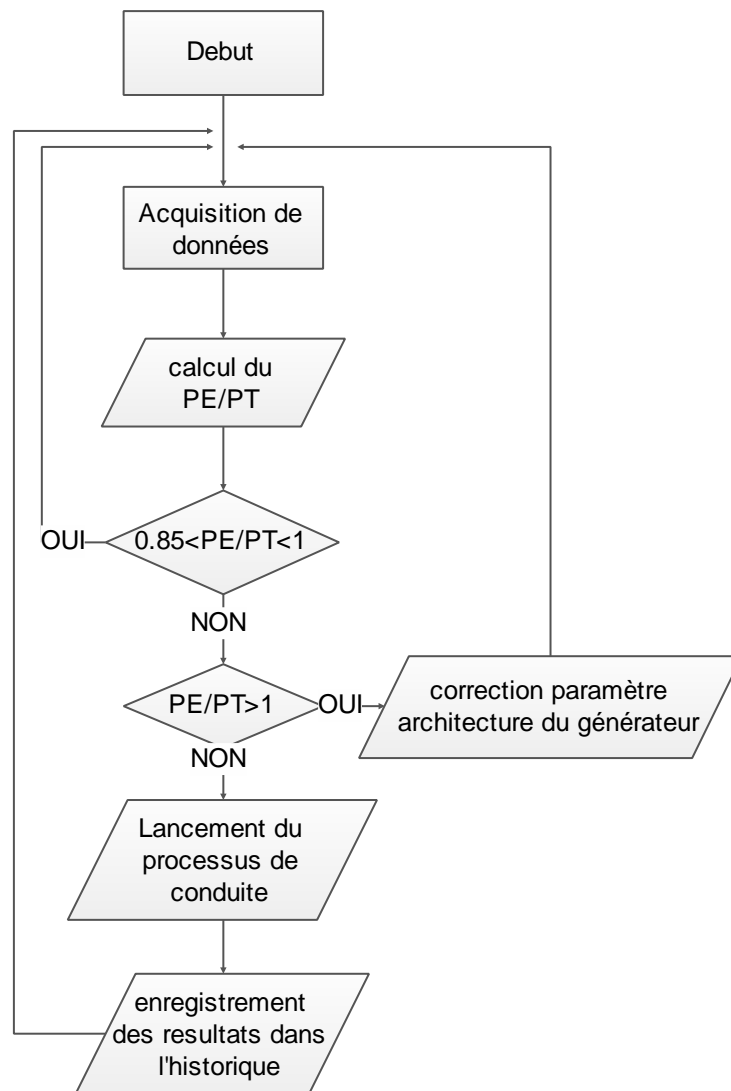 Debut
Acquisition de
données
calcul du
PE/PT
OUI
0.85<PE/PT<1
NON
PE/PT>1
OUI
correction paramètre
architecture du générateur
NON
Lancement du
processus de
conduite
enregistrement
des resultats dans
l'historique